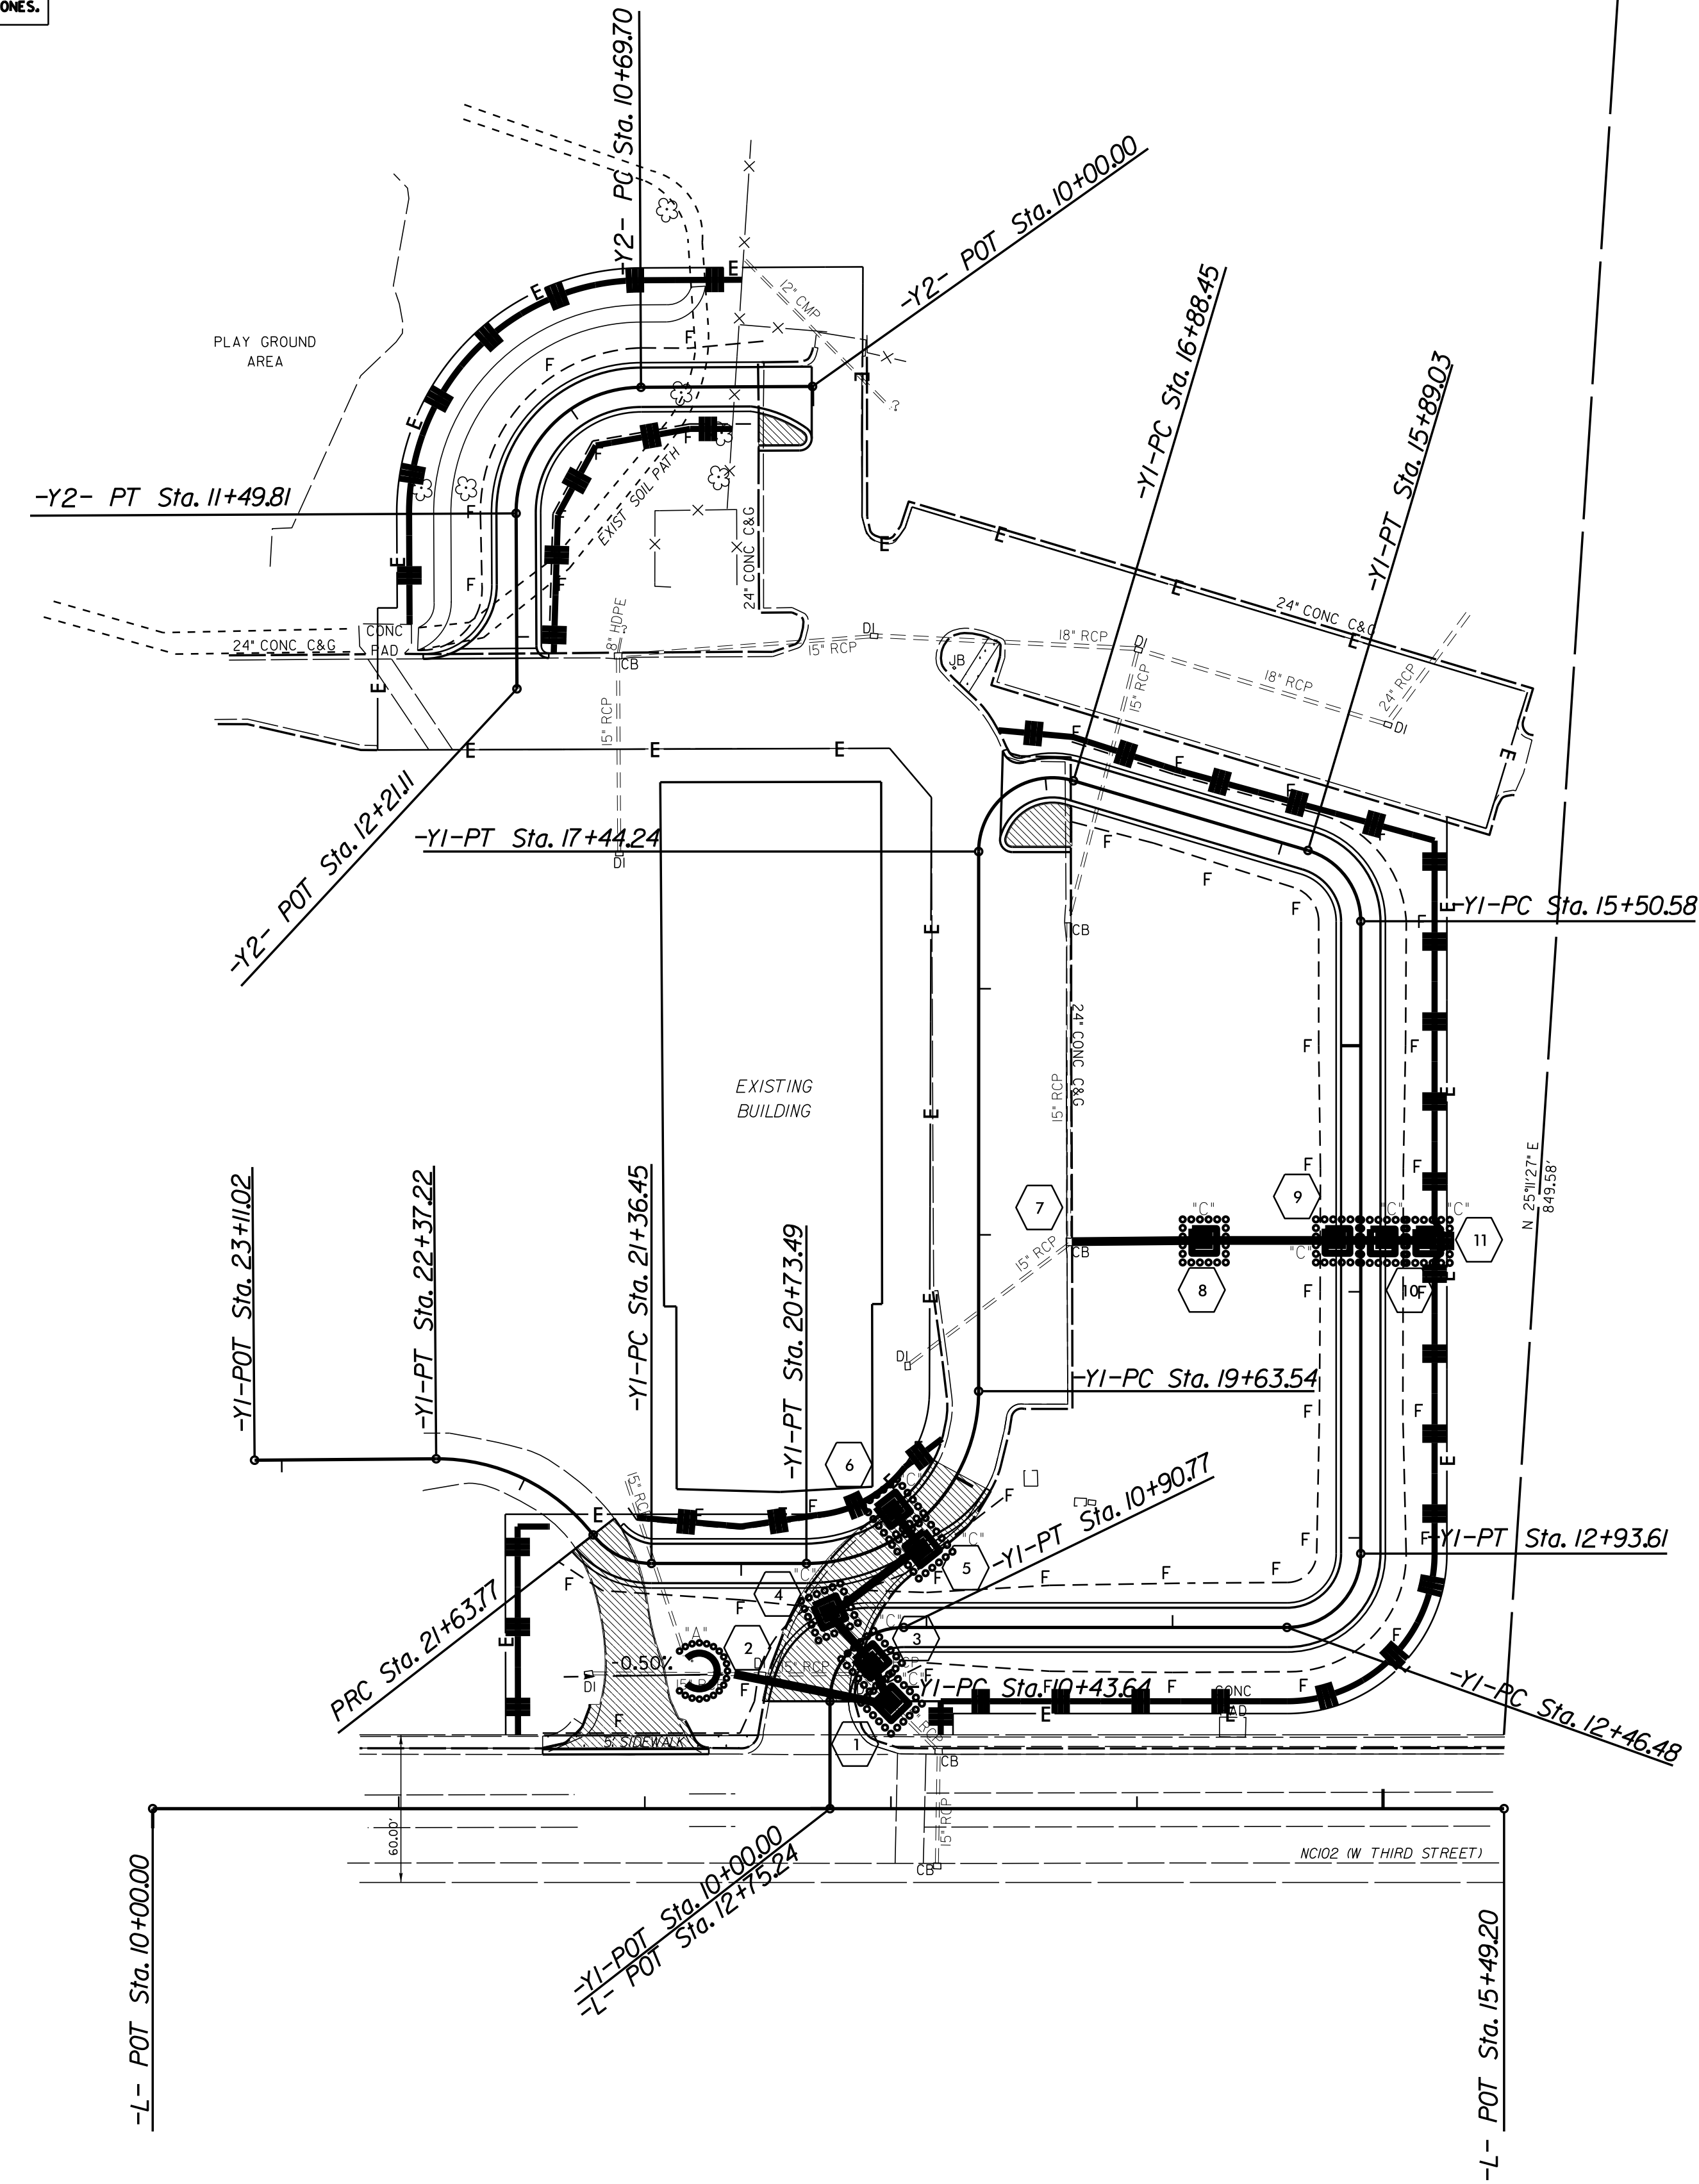 ONES.
-Y2- PC Sta. 10+69.70
-Y2- POT Sta. 10+00.00
-Y1-PC Sta. 16+88.45
-Y1-PT Sta. 15+89.03
PLAY GROUND
AREA
12" CMP
?
E
E
E
E
E
E
F
F
F
F
F
F
F
F
-Y2- PT Sta. 11+49.81
EXIST SOIL PATH
24" CONC C&G
24" CONC C&G
CONC
PAD
18" HDPE
?
CB
15" RCP
DI
18" RCP
DI
JB
15" RCP
18" RCP
24" RCP
DI
24" CONC C&G
E
E
E
E
E
E
E
E
15" RCP
DI
-Y2- POT Sta. 12+21.11
-Y1-PT Sta. 17+44.24
F
F
F
F
F
F
-Y1-PC Sta. 15+50.58
CB
E
E
E
EXISTING
BUILDING
24" CONC C&G
15" RCP
F
F
F
F
E
N 25°11'27" E
849.58'
7
8
9
10
11
"C"
"C"
"C"
"C"
CB
15" RCP
DI
-Y1-POT Sta. 23+11.02
-Y1-PT Sta. 22+37.22
-Y1-PC Sta. 21+36.45
-Y1-PT Sta. 20+73.49
-Y1-PC Sta. 19+63.54
-Y1-PT Sta. 10+90.77
-Y1-PT Sta. 12+93.61
-Y1-PC Sta. 12+46.48
-Y1-PC Sta. 10+43.64
PRC Sta. 21+63.77
6
5
4
3
2
1
"C"
"C"
"C"
"C"
"C"
"A"
-0.50%
15" RCP
DI
DI
15" RCP
5' SIDEWALK
CONC
PAD
CB
15" RCP
CB
60.00'
NC102 (W THIRD STREET)
-Y1-POT Sta. 10+00.00
-L- POT Sta. 12+75.24
-L- POT Sta. 10+00.00
-L- POT Sta. 15+49.20